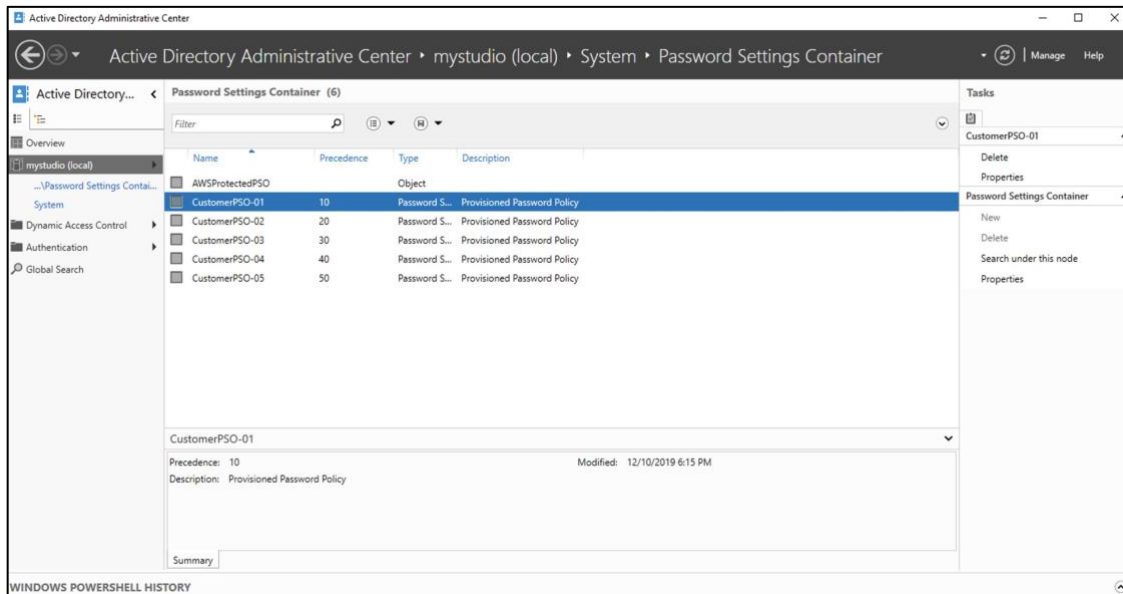 Active Directory Administrative Center
Active Directory Administrative Center • mystudio (local) • System • Password Settings Container
Manage Help
Active Directory...
Overview
mystudio (local)
...\Password Settings Contai...
System
Dynamic Access Control
Authentication
Global Search
Password Settings Container (6)
Filter
Name Precedence Type Description
AWSProtectedPSO Object
CustomerPSO-01 10 Password S... Provisioned Password Policy
CustomerPSO-02 20 Password S... Provisioned Password Policy
CustomerPSO-03 30 Password S... Provisioned Password Policy
CustomerPSO-04 40 Password S... Provisioned Password Policy
CustomerPSO-05 50 Password S... Provisioned Password Policy
CustomerPSO-01
Precedence: 10 Modified: 12/10/2019 6:15 PM
Description: Provisioned Password Policy
Summary
Tasks
CustomerPSO-01
Delete
Properties
Password Settings Container
New
Delete
Search under this node
Properties
WINDOWS POWERSHELL HISTORY